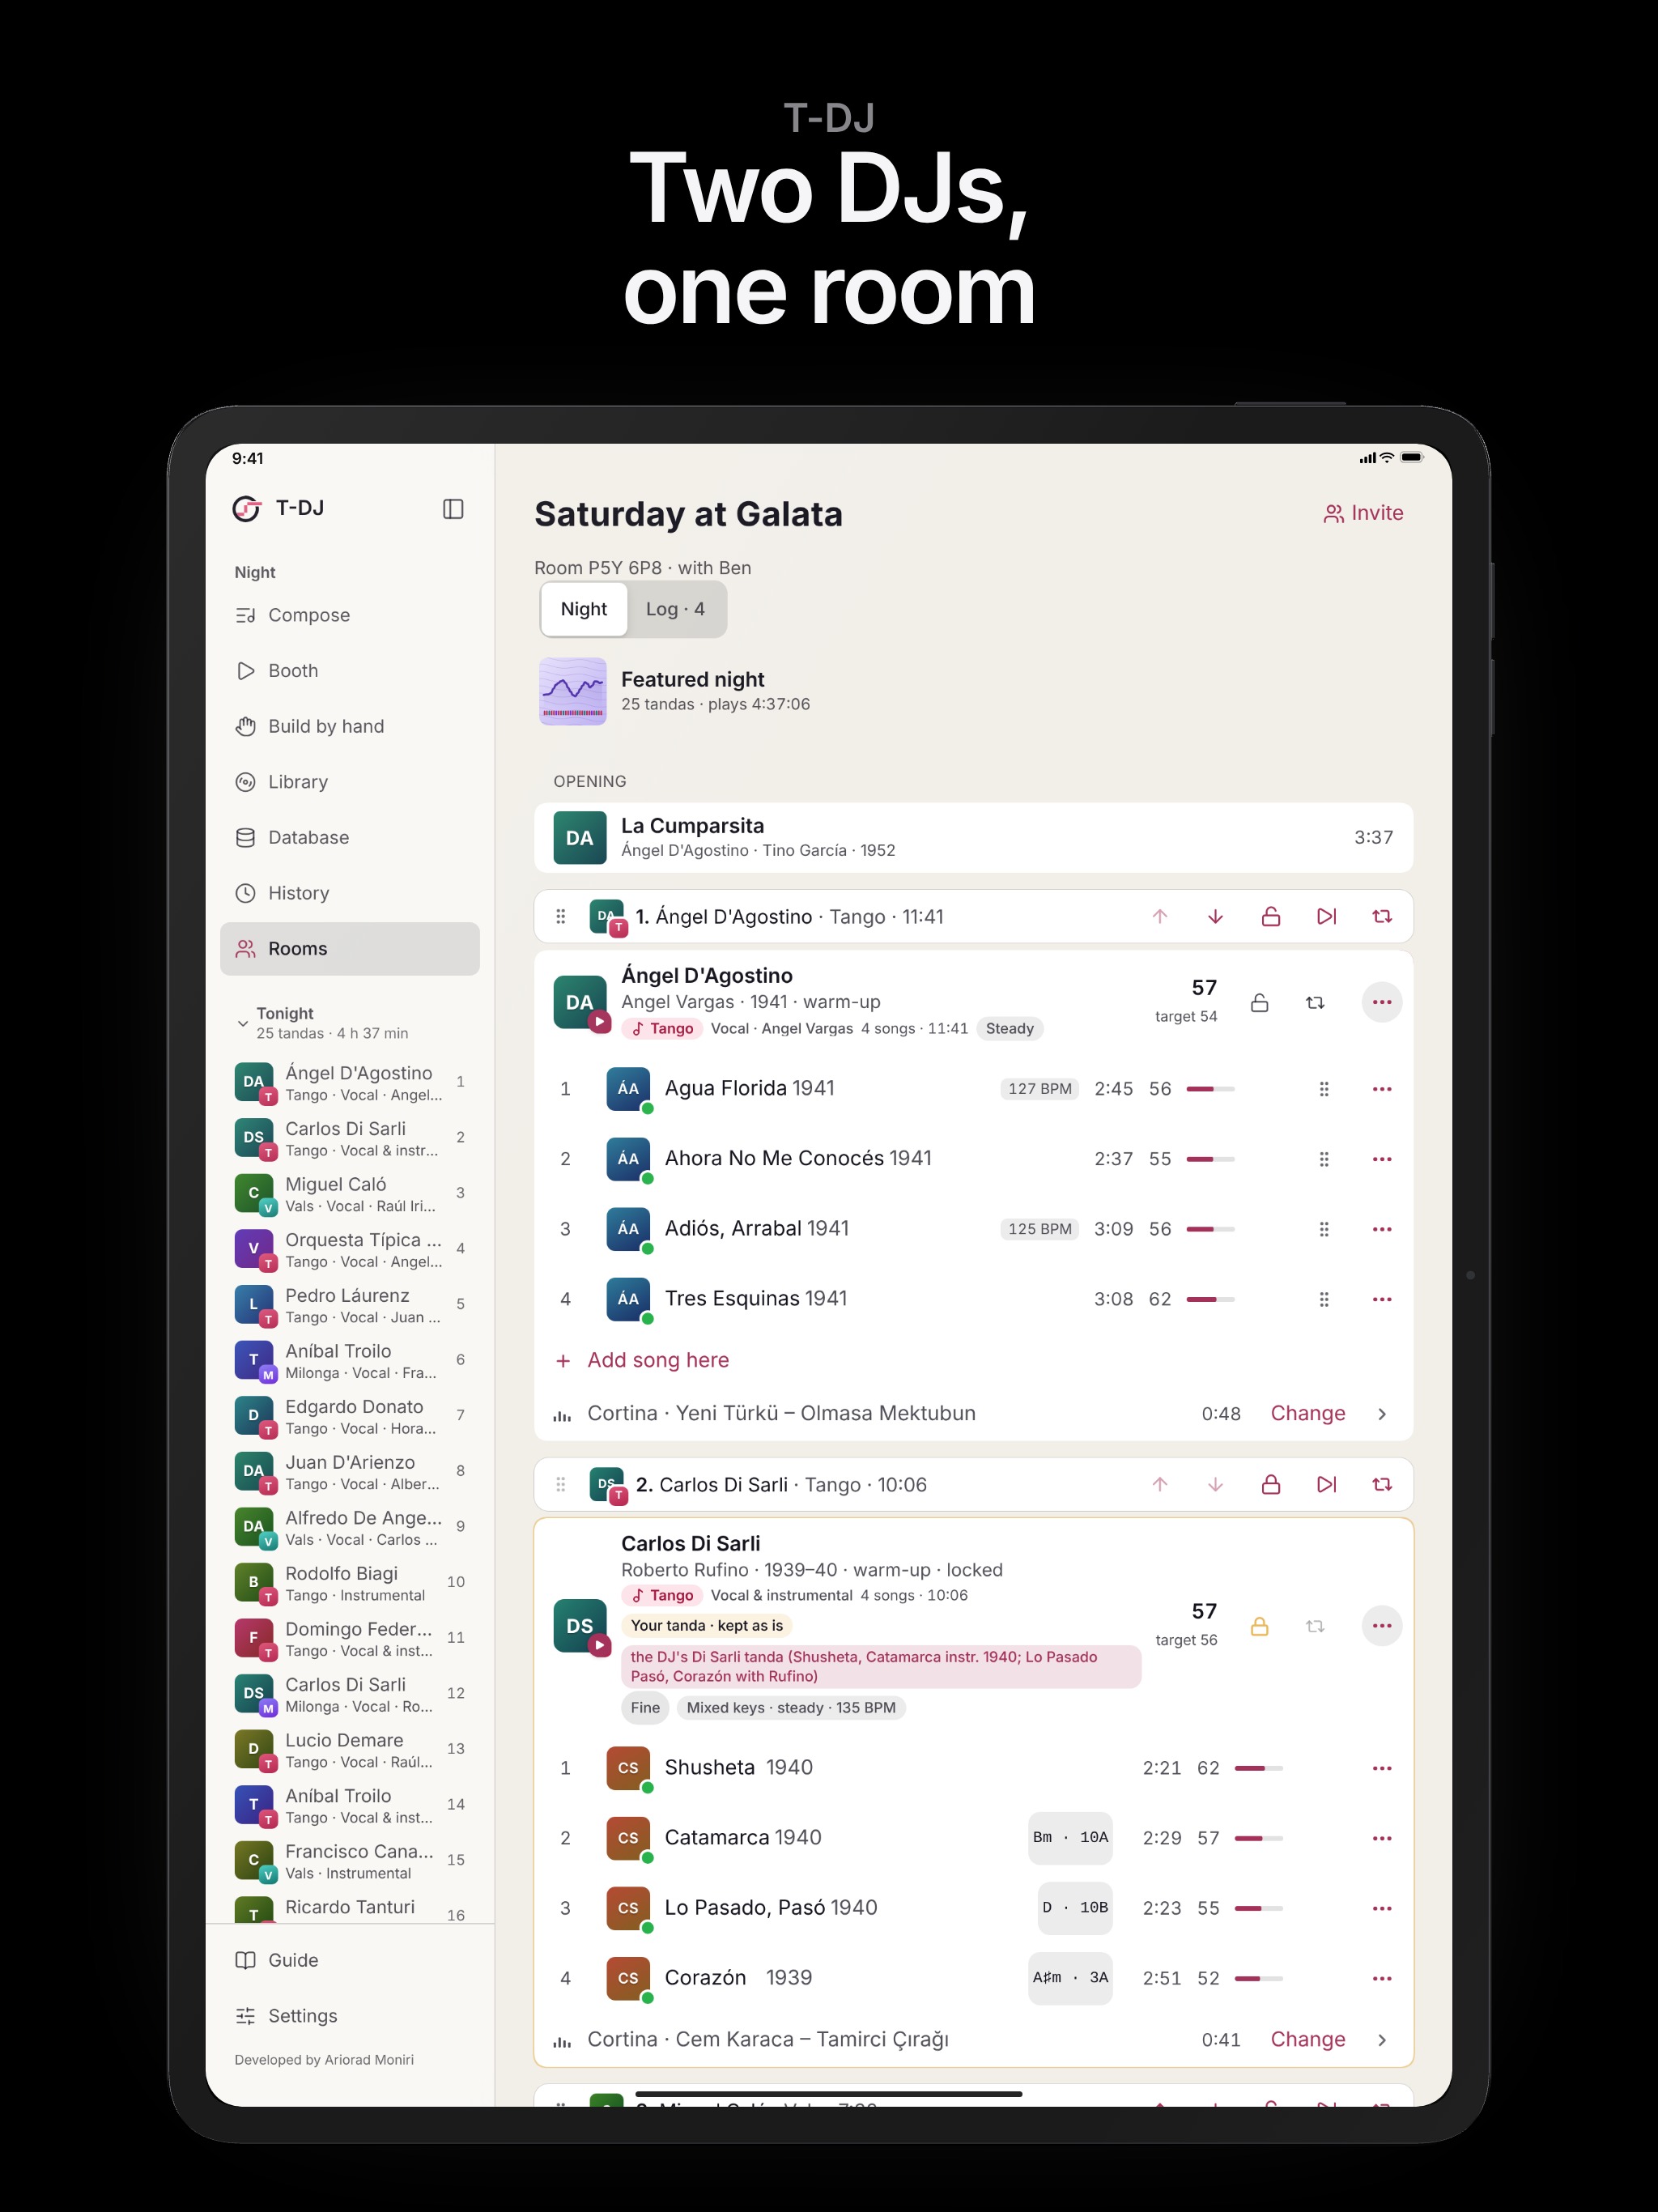 T-DJ
Two DJs,
one room
9:41
T-DJ
Night
Compose
Booth
Build by hand
Library
Database
History
Rooms
Tonight
25 tandas · 4 h 37 min
DA T Ángel D'Agostino 1
Tango · Vocal · Angel...
DS T Carlos Di Sarli 2
Tango · Vocal & instr...
C V Miguel Caló 3
Vals · Vocal · Raúl Iri...
V T Orquesta Típica ... 4
Tango · Vocal · Angel...
L T Pedro Láurenz 5
Tango · Vocal · Juan ...
T M Aníbal Troilo 6
Milonga · Vocal · Fra...
D T Edgardo Donato 7
Tango · Vocal · Hora...
DA T Juan D'Arienzo 8
Tango · Vocal · Alber...
DA V Alfredo De Ange... 9
Vals · Vocal · Carlos ...
B T Rodolfo Biagi 10
Tango · Instrumental
F T Domingo Feder... 11
Tango · Vocal & inst...
DS M Carlos Di Sarli 12
Milonga · Vocal · Ro...
D T Lucio Demare 13
Tango · Vocal · Raúl...
T T Aníbal Troilo 14
Tango · Vocal & inst...
C V Francisco Cana... 15
Vals · Instrumental
T Ricardo Tanturi 16
Guide
Settings
Developed by Ariorad Moniri
Saturday at Galata
Invite
Room P5Y 6P8 · with Ben
Night Log · 4
Featured night
25 tandas · plays 4:37:06
OPENING
DA La Cumparsita 3:37
Ángel D'Agostino · Tino García · 1952
DA T 1. Ángel D'Agostino · Tango · 11:41
DA Ángel D'Agostino
Angel Vargas · 1941 · warm-up
57
target 54
Tango Vocal · Angel Vargas 4 songs · 11:41 Steady
1 ÁA Agua Florida 1941 127 BPM 2:45 56
2 ÁA Ahora No Me Conocés 1941 2:37 55
3 ÁA Adiós, Arrabal 1941 125 BPM 3:09 56
4 ÁA Tres Esquinas 1941 3:08 62
+ Add song here
Cortina · Yeni Türkü – Olmasa Mektubun 0:48 Change
DS T 2. Carlos Di Sarli · Tango · 10:06
Carlos Di Sarli
Roberto Rufino · 1939–40 · warm-up · locked
Tango Vocal & instrumental 4 songs · 10:06
DS Your tanda · kept as is
57
target 56
the DJ's Di Sarli tanda (Shusheta, Catamarca instr. 1940; Lo Pasado
Pasó, Corazón with Rufino)
Fine Mixed keys · steady · 135 BPM
1 CS Shusheta 1940 2:21 62
2 CS Catamarca 1940 Bm · 10A 2:29 57
3 CS Lo Pasado, Pasó 1940 D · 10B 2:23 55
4 CS Corazón 1939 A♯m · 3A 2:51 52
Cortina · Cem Karaca – Tamirci Çırağı 0:41 Change